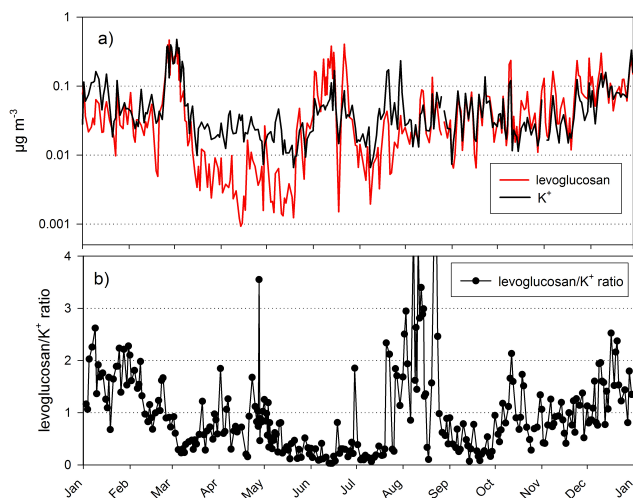 a)
µg m-3
1
0.1
0.01
0.001
levoglucosan
K+
b)
levoglucosan/K+ ratio
levoglucosan/K+ ratio
4
3
2
1
0
Jan Feb Mar Apr May Jun Jul Aug Sep Oct Nov Dec Jan